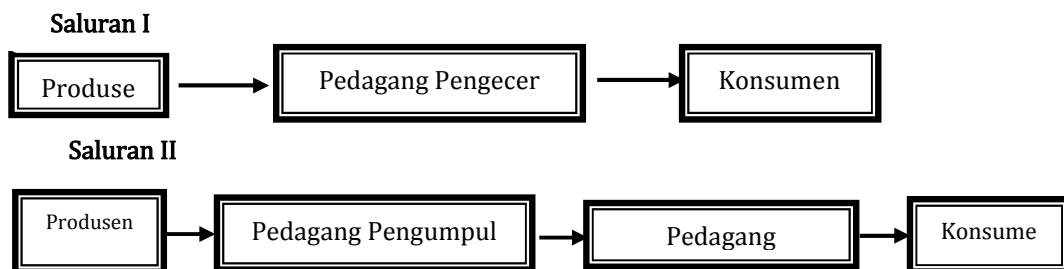 Saluran I
Produse Pedagang Pengecer Konsumen
Saluran II
Produsen Pedagang Pengumpul Pedagang Konsume